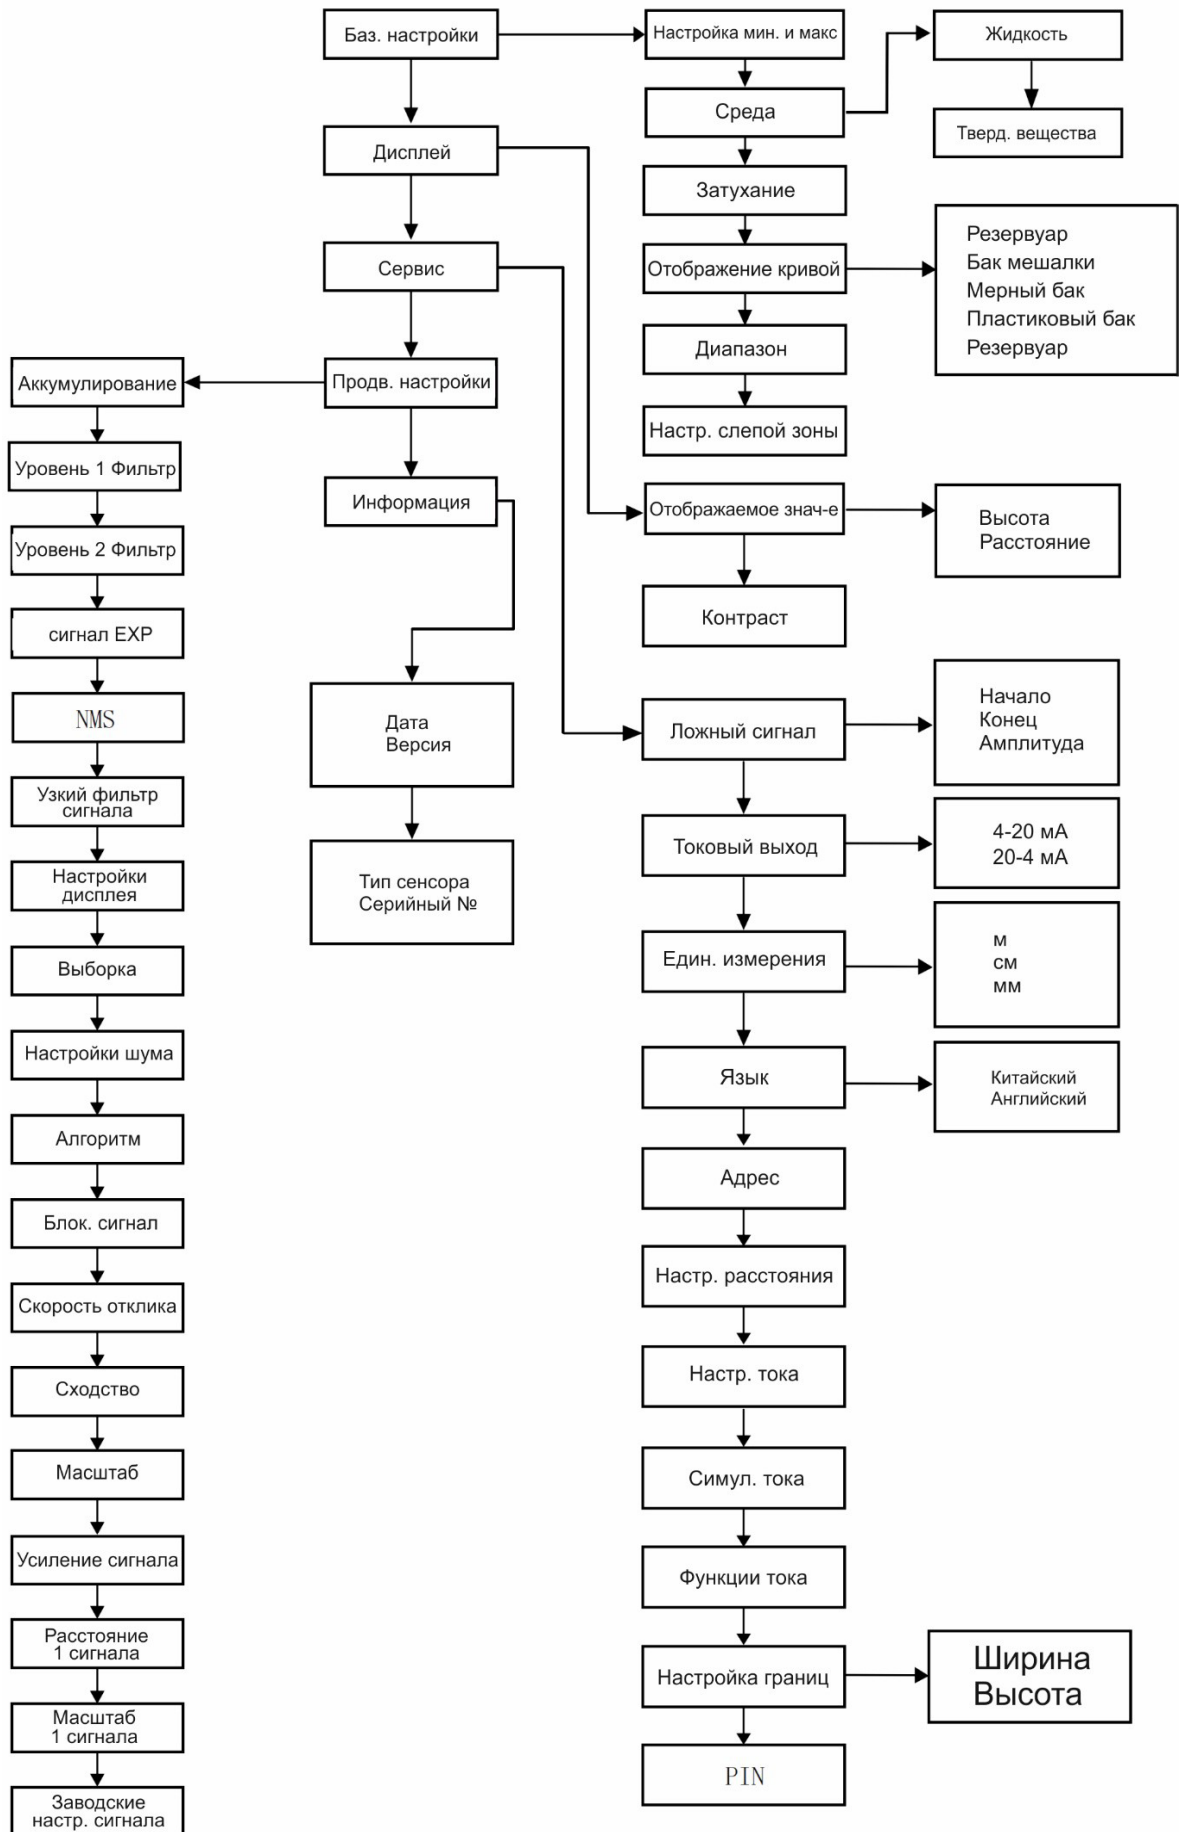 Баз. настройки
Дисплей
Сервис
Продв. настройки
Информация
Дата
Версия
Тип сенсора
Серийный №
Настройка мин. и макс
Среда
Затухание
Отображение кривой
Диапазон
Настр. слепой зоны
Жидкость
Тверд. вещества
Резервуар
Бак мешалки
Мерный бак
Пластиковый бак
Резервуар
Отображаемое знач-е
Контраст
Высота
Расстояние
Ложный сигнал
Начало
Конец
Амплитуда
Токовый выход
4-20 мА
20-4 мА
Един. измерения
м
см
мм
Язык
Китайский
Английский
Адрес
Настр. расстояния
Настр. тока
Симул. тока
Функции тока
Настройка границ
Ширина
Высота
PIN
Аккумулирование
Уровень 1 Фильтр
Уровень 2 Фильтр
сигнал EXP
NMS
Узкий фильтр
сигнала
Настройки
дисплея
Выборка
Настройки шума
Алгоритм
Блок. сигнал
Скорость отклика
Сходство
Масштаб
Усиление сигнала
Расстояние
1 сигнала
Масштаб
1 сигнала
Заводские
настр. сигнала